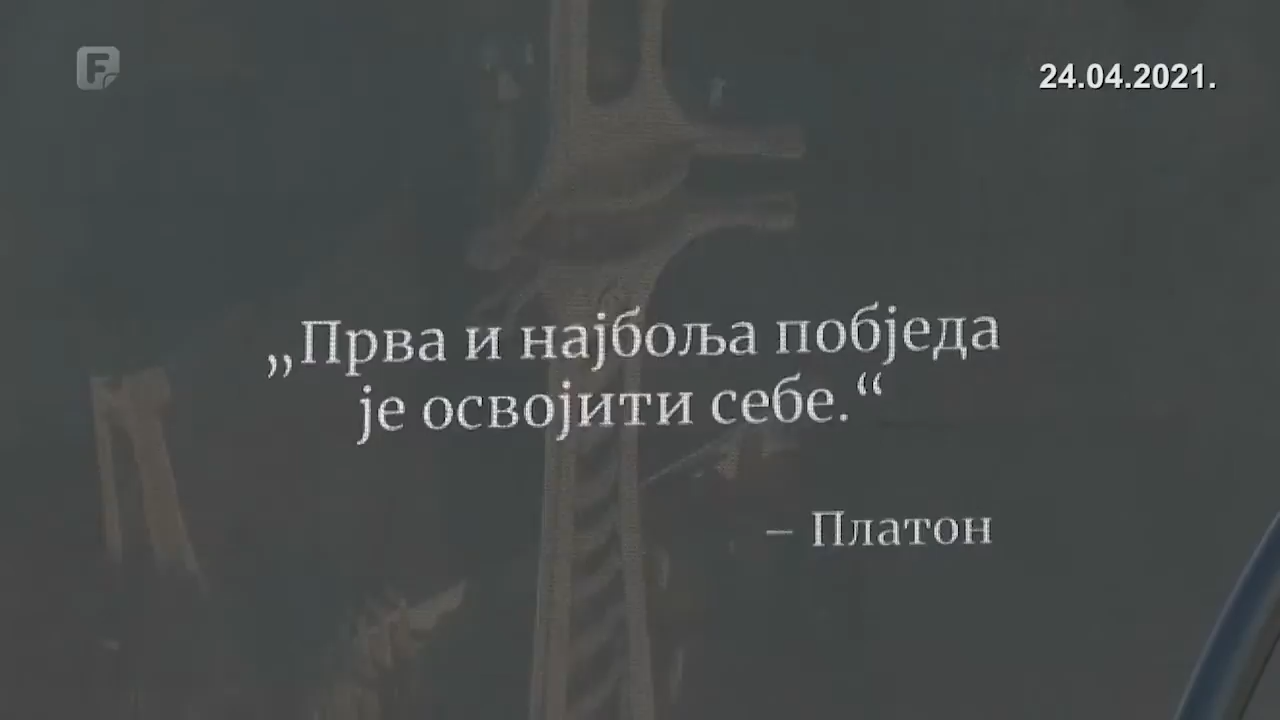 F
24.04.2021.
„Прва и најбоља побједа
је освојити себе.“
– Платон